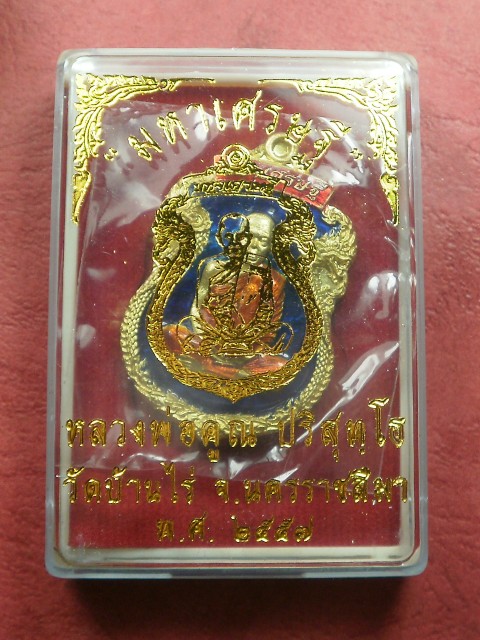 มหาเศรษฐี
หลวงพ่อคูณ ปริสุทฺโธ
วัดบ้านไร่ จ.นครราชสีมา
พ.ศ. ๒๕๕๗